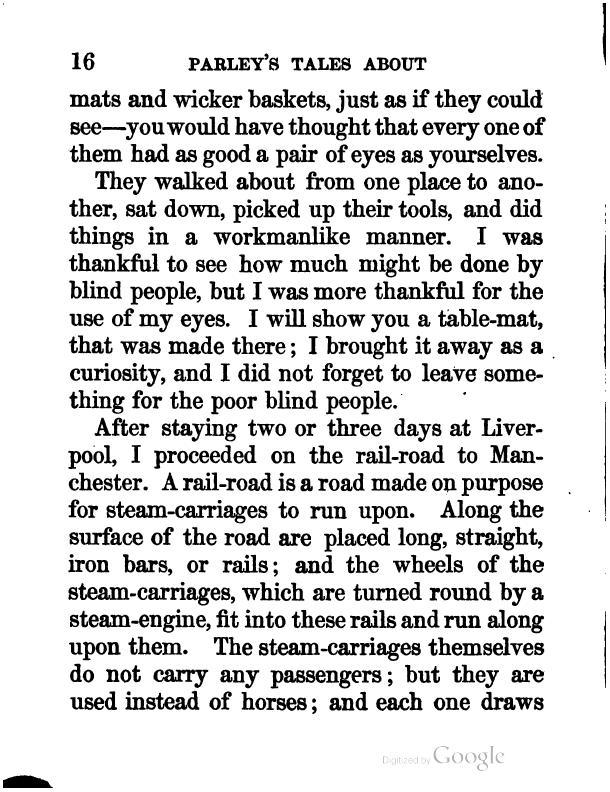 16 PARLEY'S TALES ABOUT
mats and wicker baskets, just as if they could
see—you would have thought that every one of
them had as good a pair of eyes as yourselves.
They walked about from one place to ano-
ther, sat down, picked up their tools, and did
things in a workmanlike manner. I was
thankful to see how much might be done by
blind people, but I was more thankful for the
use of my eyes. I will show you a table-mat,
that was made there; I brought it away as a
curiosity, and I did not forget to leave some-
thing for the poor blind people.
After staying two or three days at Liver-
pool, I proceeded on the rail-road to Man-
chester. A rail-road is a road made on purpose
for steam-carriages to run upon. Along the
surface of the road are placed long, straight,
iron bars, or rails; and the wheels of the
steam-carriages, which are turned round by a
steam-engine, fit into these rails and run along
upon them. The steam-carriages themselves
do not carry any passengers; but they are
used instead of horses; and each one draws
Digitized by Google